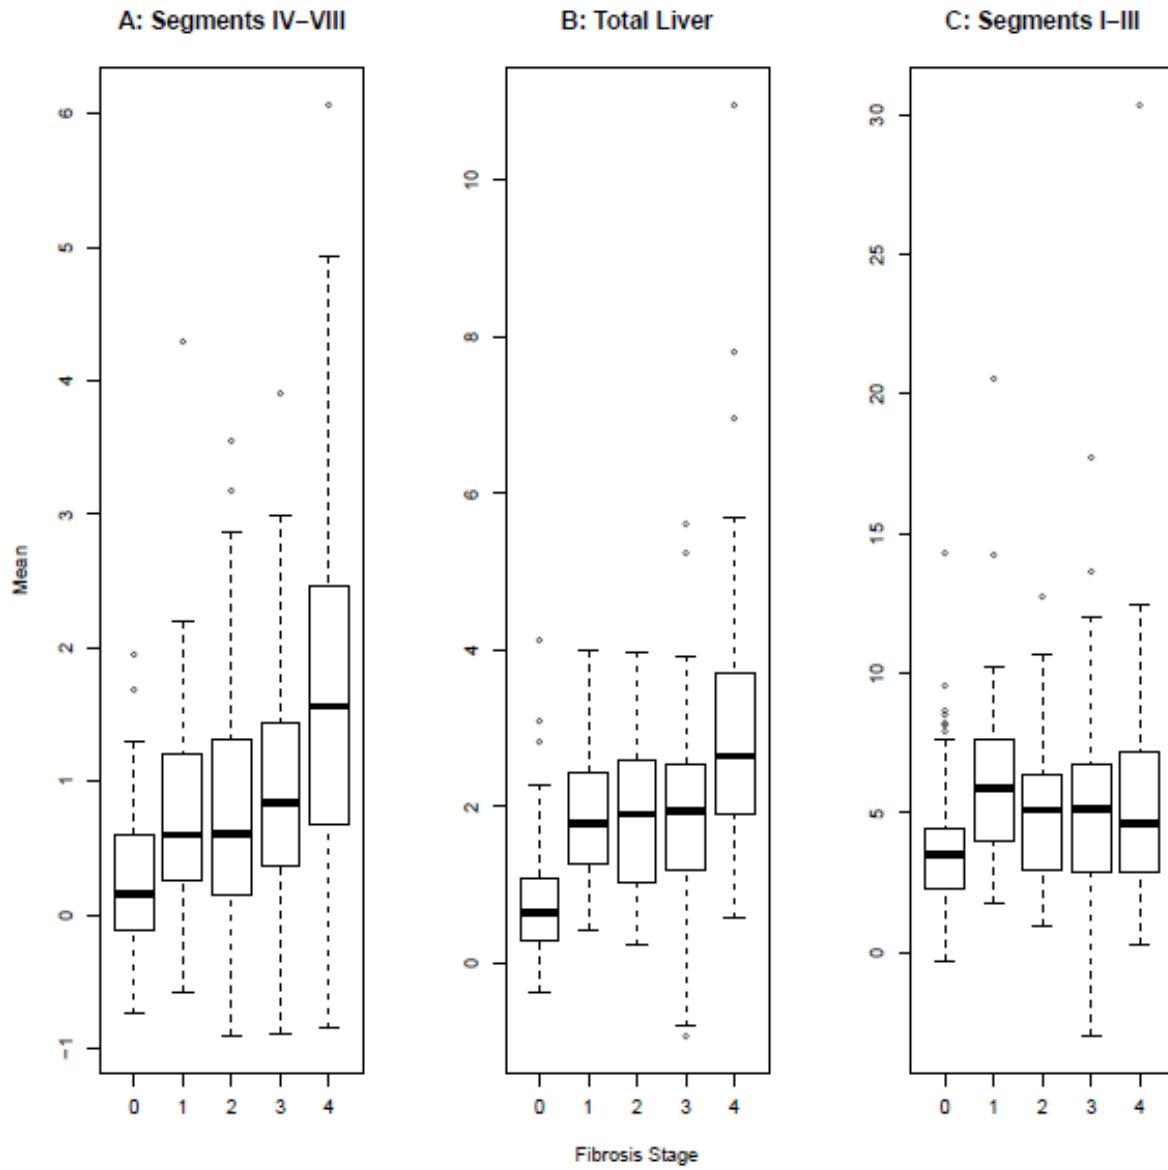 A: Segments IV–VIII
B: Total Liver
C: Segments I–III
Mean
6
5
4
3
2
1
0
−1
0 1 2 3 4
10
8
6
4
2
0
0 1 2 3 4
30
25
20
15
10
5
0
0 1 2 3 4
Fibrosis Stage